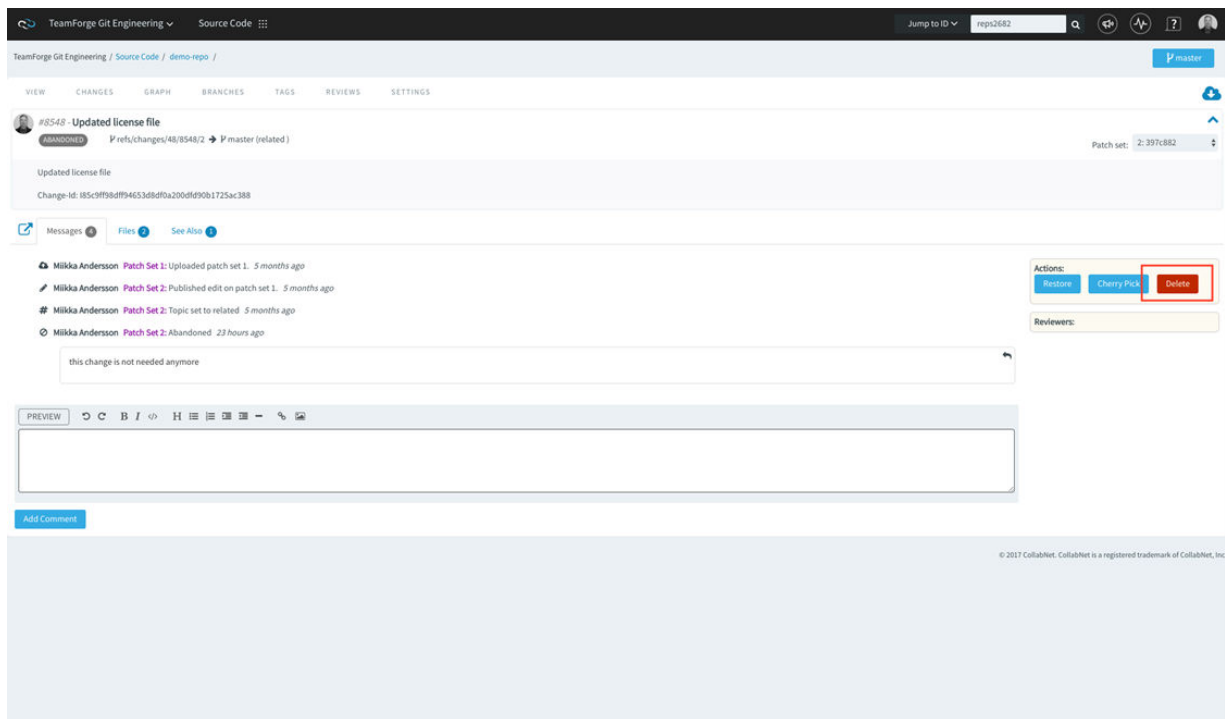 TeamForge Git Engineering Source Code Jump to ID reps2682
TeamForge Git Engineering / Source Code / demo-repo /
master
VIEW CHANGES GRAPH BRANCHES TAGS REVIEWS SETTINGS
#8548 - Updated license file
ABANDONED refs/changes/48/8548/2 → master (related )
Patch set: 2: 397c882
Updated license file
Change-Id: I85c9ff98dff94653d8df0a200dfd90b1725ac388
Messages 4 Files 2 See Also 1
Miikka Andersson Patch Set 1: Uploaded patch set 1. 5 months ago
Miikka Andersson Patch Set 2: Published edit on patch set 1. 5 months ago
Miikka Andersson Patch Set 2: Topic set to related 5 months ago
Miikka Andersson Patch Set 2: Abandoned 23 hours ago
this change is not needed anymore
Actions:
Restore Cherry Pick Delete
Reviewers:
PREVIEW B I </> H
Add Comment
© 2017 CollabNet. CollabNet is a registered trademark of CollabNet, Inc